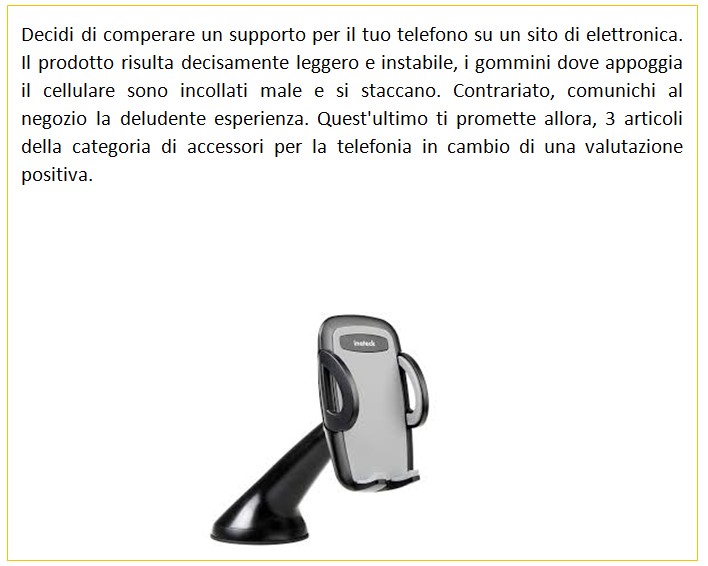 Decidi di comperare un supporto per il tuo telefono su un sito di elettronica.
Il prodotto risulta decisamente leggero e instabile, i gommini dove appoggia
il cellulare sono incollati male e si staccano. Contrariato, comunichi al
negozio la deludente esperienza. Quest'ultimo ti promette allora, 3 articoli
della categoria di accessori per la telefonia in cambio di una valutazione
positiva.
inateck